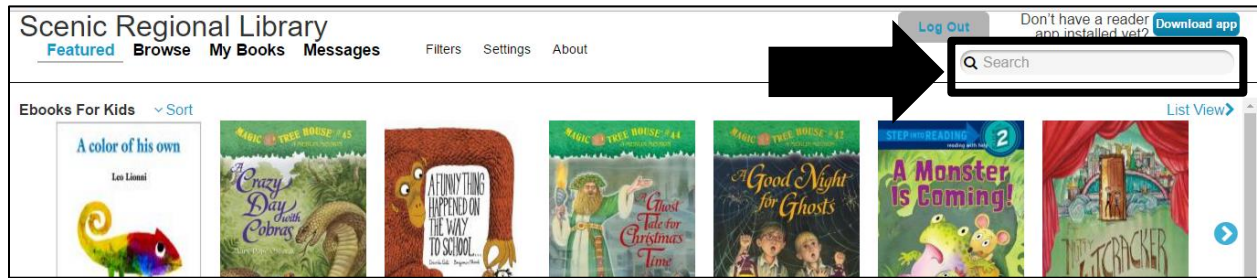 Scenic Regional Library
Log Out
Don't have a reader app installed yet?
Download app
Featured Browse My Books Messages Filters Settings About
Search
Ebooks For Kids Sort
List View
A color of his own
Leo Lionni
MAGIC TREE HOUSE #45
A Crazy
Day with
Cobras
A FUNNY THING
HAPPENED ON
THE WAY
TO SCHOOL...
MAGIC TREE HOUSE #44
A Ghost
Tale for
Christmas
Time
MAGIC TREE HOUSE #42
A Good Night
for Ghosts
STEP INTO READING
2
A Monster
Is Coming!